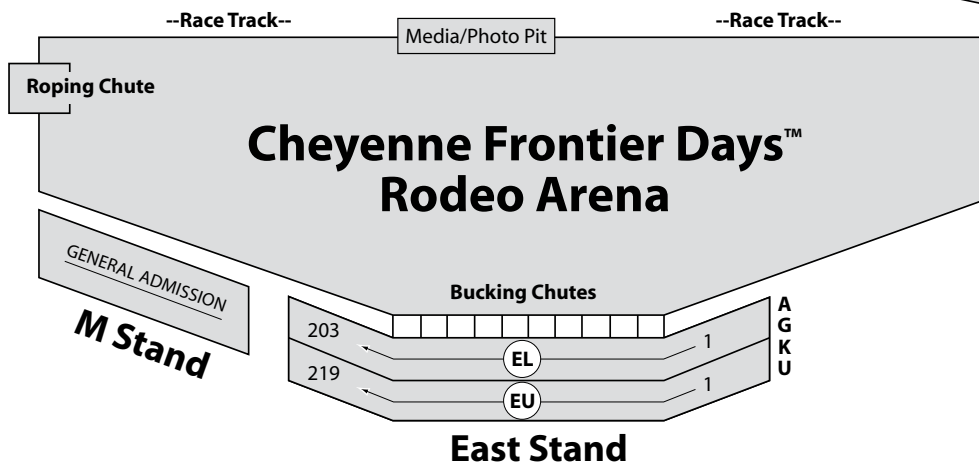 --Race Track--
--Race Track--
Media/Photo Pit
Roping Chute
Cheyenne Frontier Days™
Rodeo Arena
GENERAL ADMISSION
M Stand
Bucking Chutes
203
EL
1
219
EU
1
A
G
K
U
East Stand